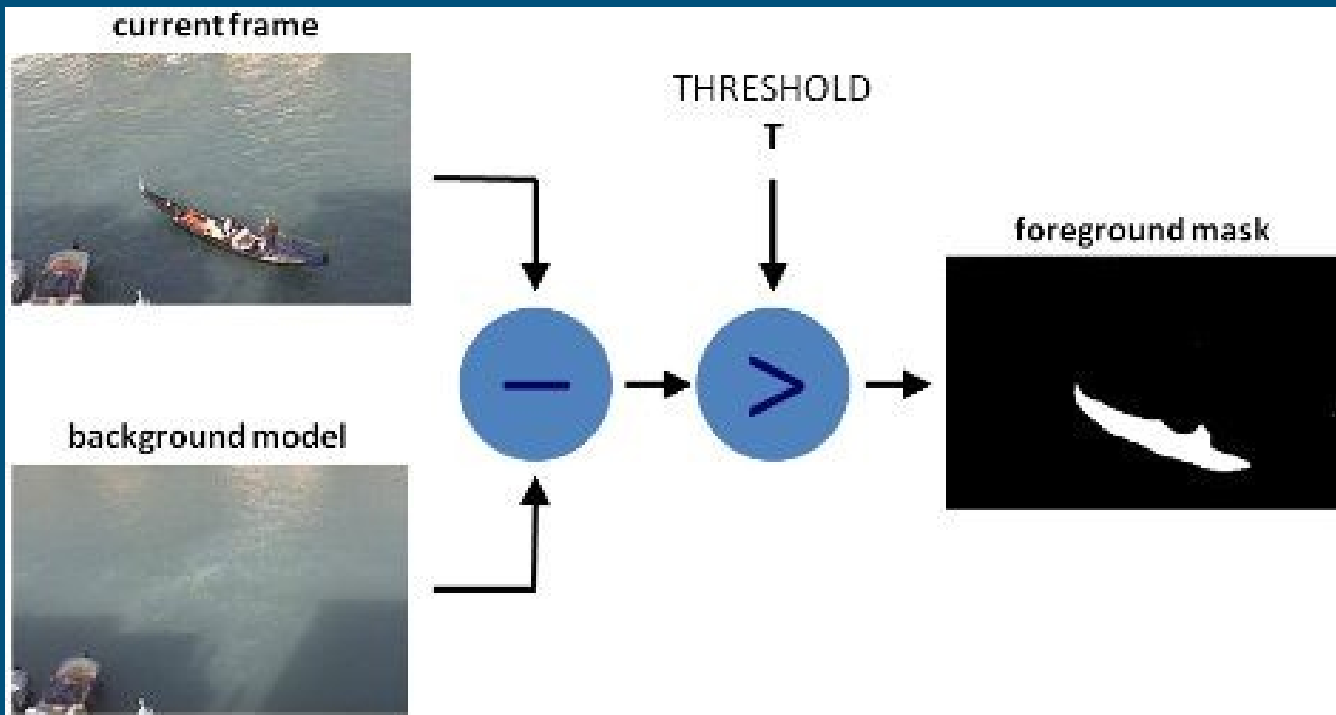 current frame
THRESHOLD
T
foreground mask
−
>
background model